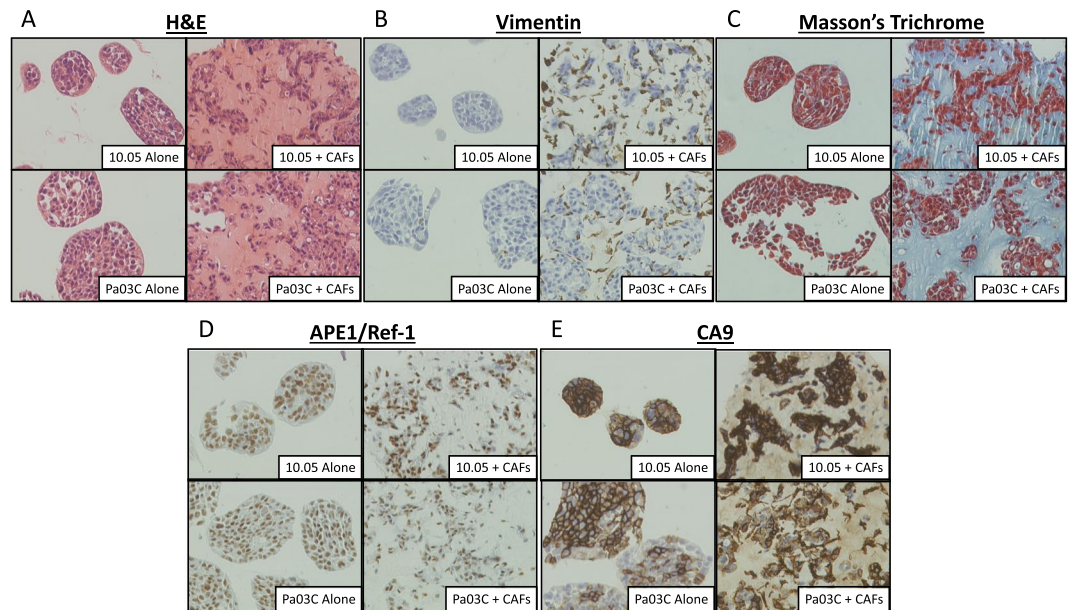 A
H&E
B
Vimentin
C
Masson's Trichrome
10.05 Alone
10.05 + CAFs
10.05 Alone
10.05 + CAFs
10.05 Alone
10.05 + CAFs
Pa03C Alone
Pa03C + CAFs
Pa03C Alone
Pa03C + CAFs
Pa03C Alone
Pa03C + CAFs
D
APE1/Ref-1
E
CA9
10.05 Alone
10.05 + CAFs
10.05 Alone
10.05 + CAFs
Pa03C Alone
Pa03C + CAFs
Pa03C Alone
Pa03C + CAFs